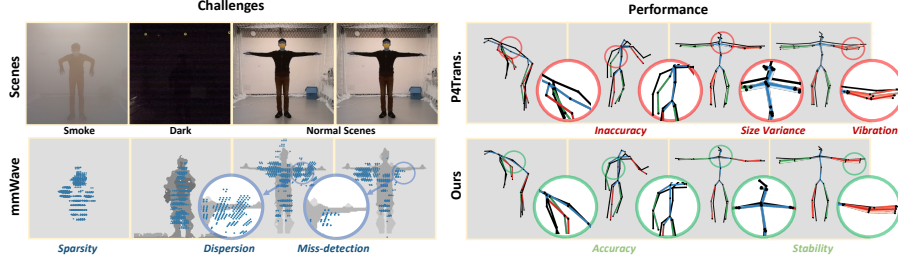 Challenges
Scenes
Smoke
Dark
Normal Scenes
mmWave
Sparsity
Dispersion
Miss-detection
Performance
P4Trans.
Inaccuracy
Size Variance
Vibration
Ours
Accuracy
Stability